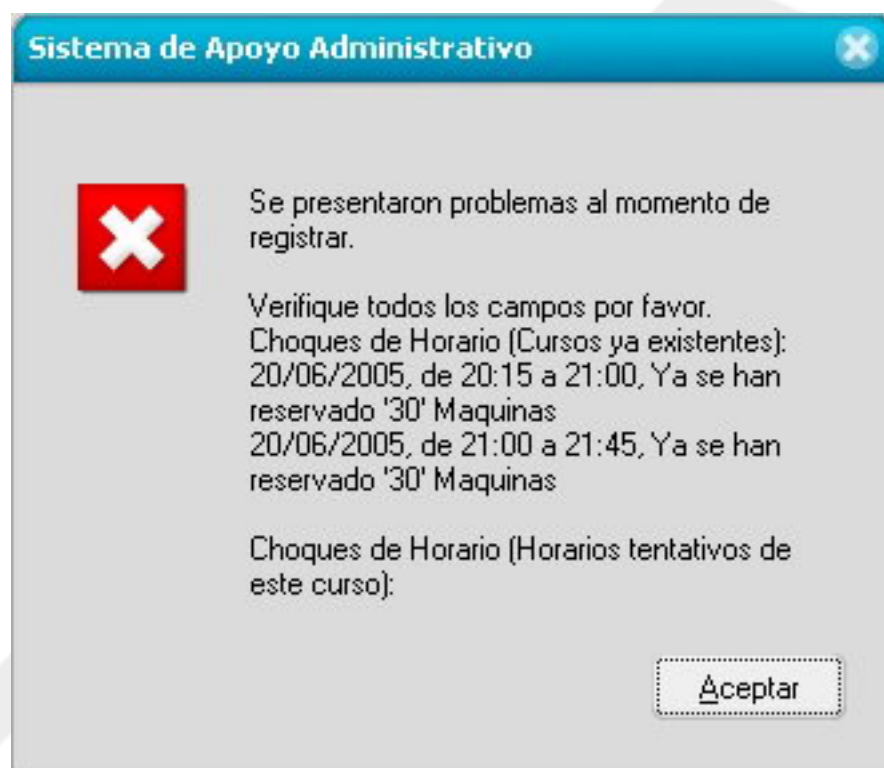 Sistema de Apoyo Administrativo
Se presentaron problemas al momento de
registrar.
Verifique todos los campos por favor.
Choques de Horario (Cursos ya existentes):
20/06/2005, de 20:15 a 21:00, Ya se han
reservado '30' Maquinas
20/06/2005, de 21:00 a 21:45, Ya se han
reservado '30' Maquinas
Choques de Horario (Horarios tentativos de
este curso):
Aceptar